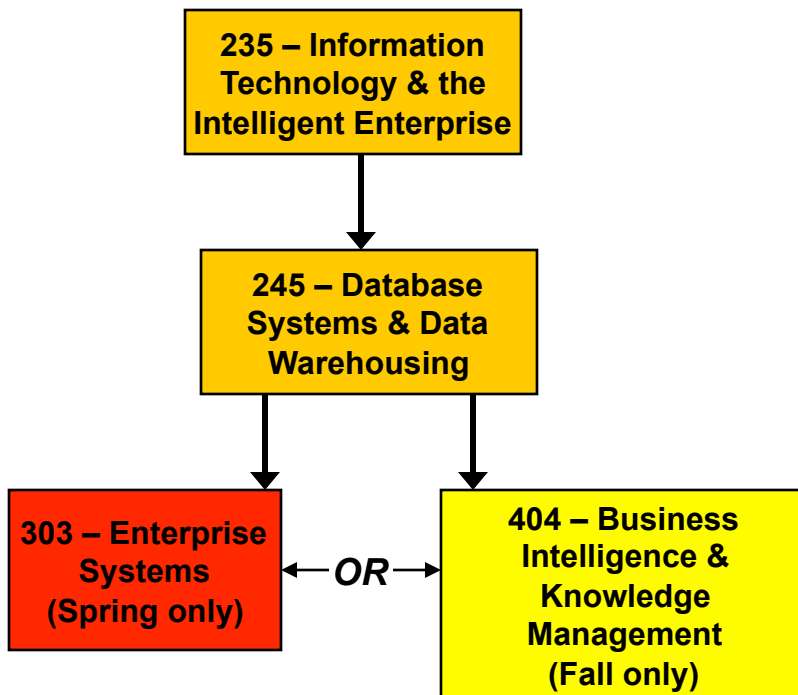 235 – Information
Technology & the
Intelligent Enterprise
245 – Database
Systems & Data
Warehousing
303 – Enterprise
Systems
(Spring only)
OR
404 – Business
Intelligence &
Knowledge
Management
(Fall only)